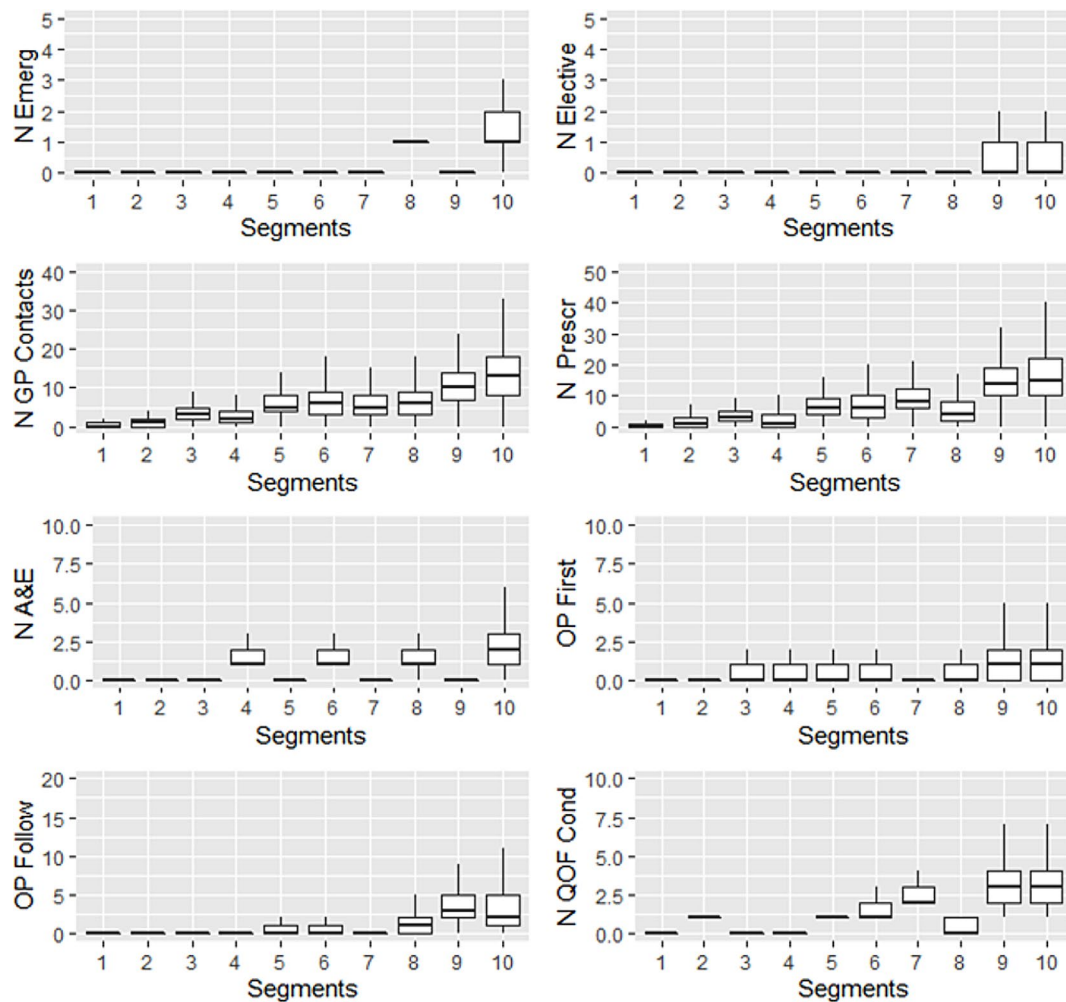 N Emerg
5
4
3
2
1
0
1 2 3 4 5 6 7 8 9 10
Segments
N Elective
5
4
3
2
1
0
1 2 3 4 5 6 7 8 9 10
Segments
N GP Contacts
40
30
20
10
0
1 2 3 4 5 6 7 8 9 10
Segments
N Prescr
50
40
30
20
10
0
1 2 3 4 5 6 7 8 9 10
Segments
N A&E
10.0
7.5
5.0
2.5
0.0
1 2 3 4 5 6 7 8 9 10
Segments
OP First
10.0
7.5
5.0
2.5
0.0
1 2 3 4 5 6 7 8 9 10
Segments
OP Follow
20
15
10
5
0
1 2 3 4 5 6 7 8 9 10
Segments
N QOF Cond
10.0
7.5
5.0
2.5
0.0
1 2 3 4 5 6 7 8 9 10
Segments